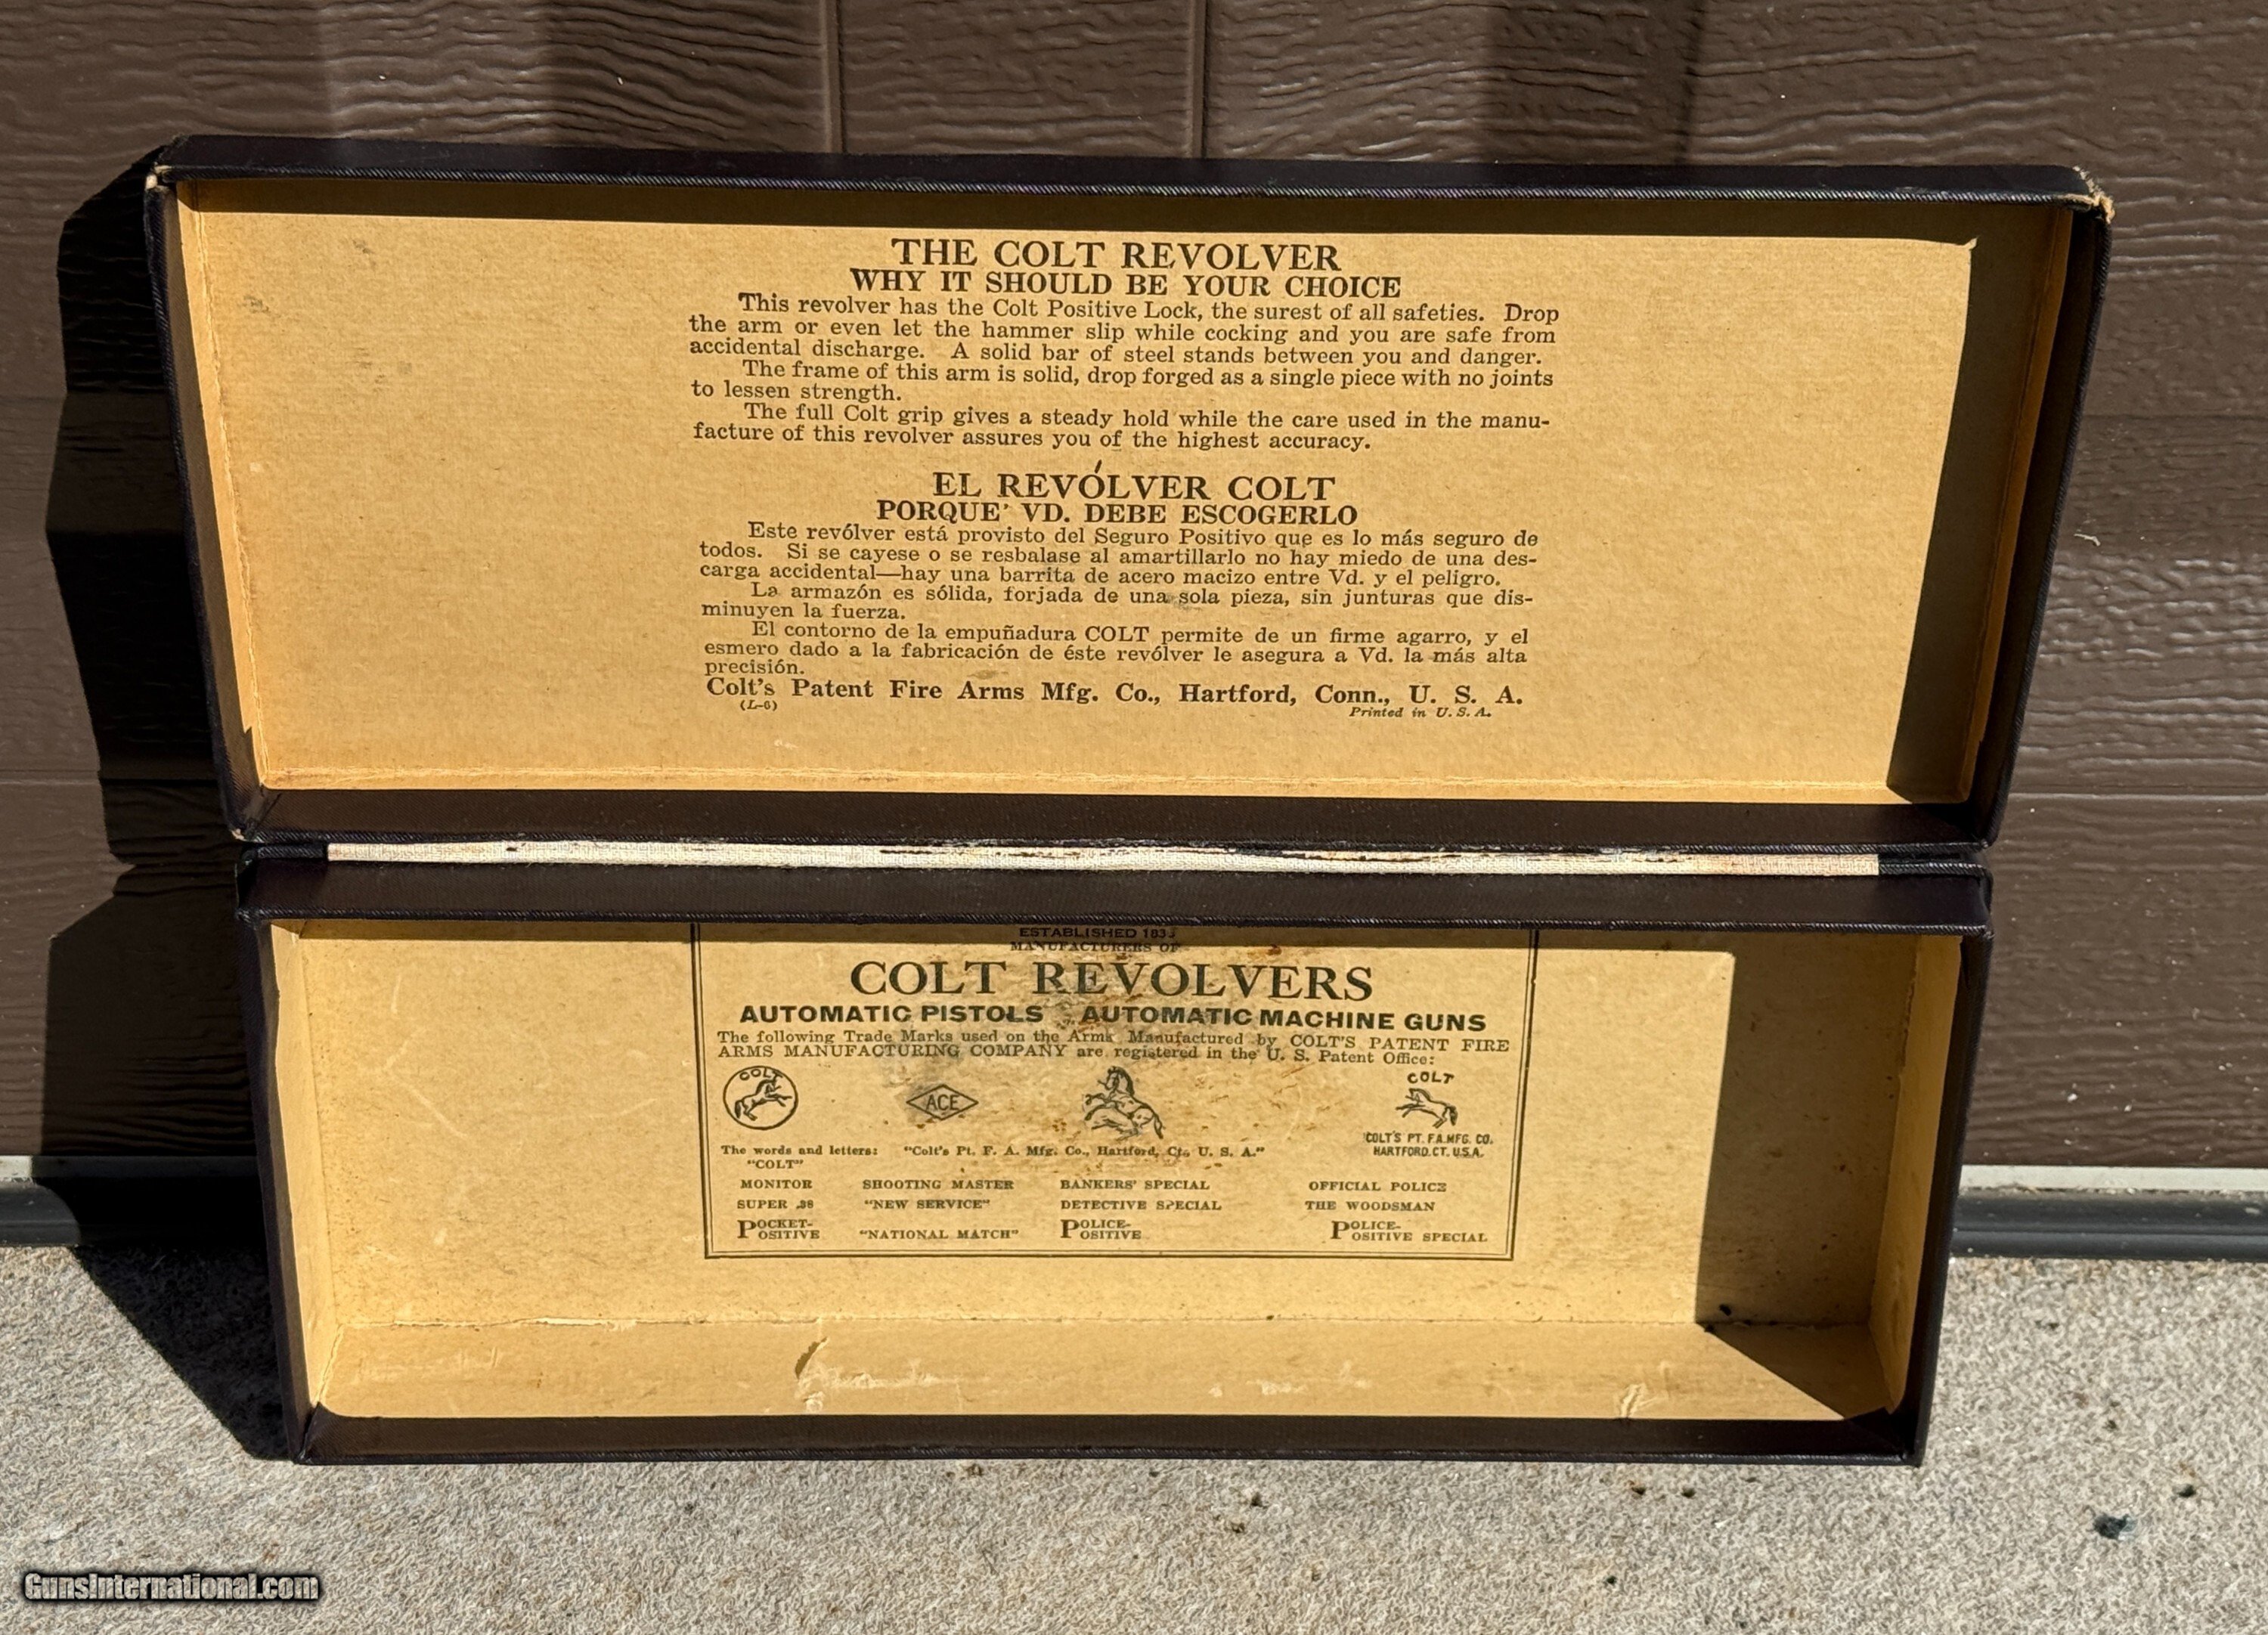 THE COLT REVOLVER
WHY IT SHOULD BE YOUR CHOICE
This revolver has the Colt Positive Lock, the surest of all safeties. Drop
the arm or even let the hammer slip while cocking and you are safe from
accidental discharge. A solid bar of steel stands between you and danger.
The frame of this arm is solid, drop forged as a single piece with no joints
to lessen strength.
The full Colt grip gives a steady hold while the care used in the manu-
facture of this revolver assures you of the highest accuracy.
EL REVÓLVER COLT
PORQUE' VD. DEBE ESCOGERLO
Este revólver está provisto del Seguro Positivo que es lo más seguro de
todos. Si se cayese o se resbalase al amartillarlo no hay miedo de una des-
carga accidental—hay una barrita de acero macizo entre Vd. y el peligro.
La armazón es sólida, forjada de una sola pieza, sin junturas que dis-
minuyen la fuerza.
El contorno de la empuñadura COLT permite de un firme agarro, y el
esmero dado a la fabricación de éste revólver le asegura a Vd. la más alta
precisión.
Colt's Patent Fire Arms Mfg. Co., Hartford, Conn., U. S. A.
(L-6)
Printed in U. S. A.
ESTABLISHED
MANUFACTURERS OF
COLT REVOLVERS
AUTOMATIC PISTOLS AUTOMATIC MACHINE GUNS
The following Trade Marks used on the Arms Manufactured by COLT'S PATENT FIRE
ARMS MANUFACTURING COMPANY are registered in the U. S. Patent Office:
COLT
ACE
COLT
COLT'S PT. F.A.MFG. CO.
HARTFORD.CT. U.S.A.
The words and letters: "Colt's Pt. F. A. Mfg. Co., Hartford, Ct., U. S. A."
"COLT"
MONITOR SHOOTING MASTER BANKERS' SPECIAL OFFICIAL POLICE
SUPER .38 "NEW SERVICE" DETECTIVE SPECIAL THE WOODSMAN
POCKET-POSITIVE "NATIONAL MATCH" POLICE-POSITIVE POLICE-POSITIVE SPECIAL
GunsInternational.com